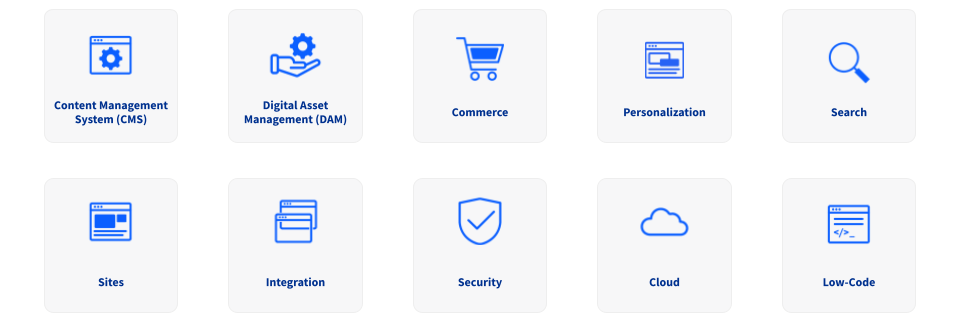 Content Management
System (CMS)
Digital Asset
Management (DAM)
Commerce
Personalization
Search
Sites
Integration
Security
Cloud
</>_
Low-Code